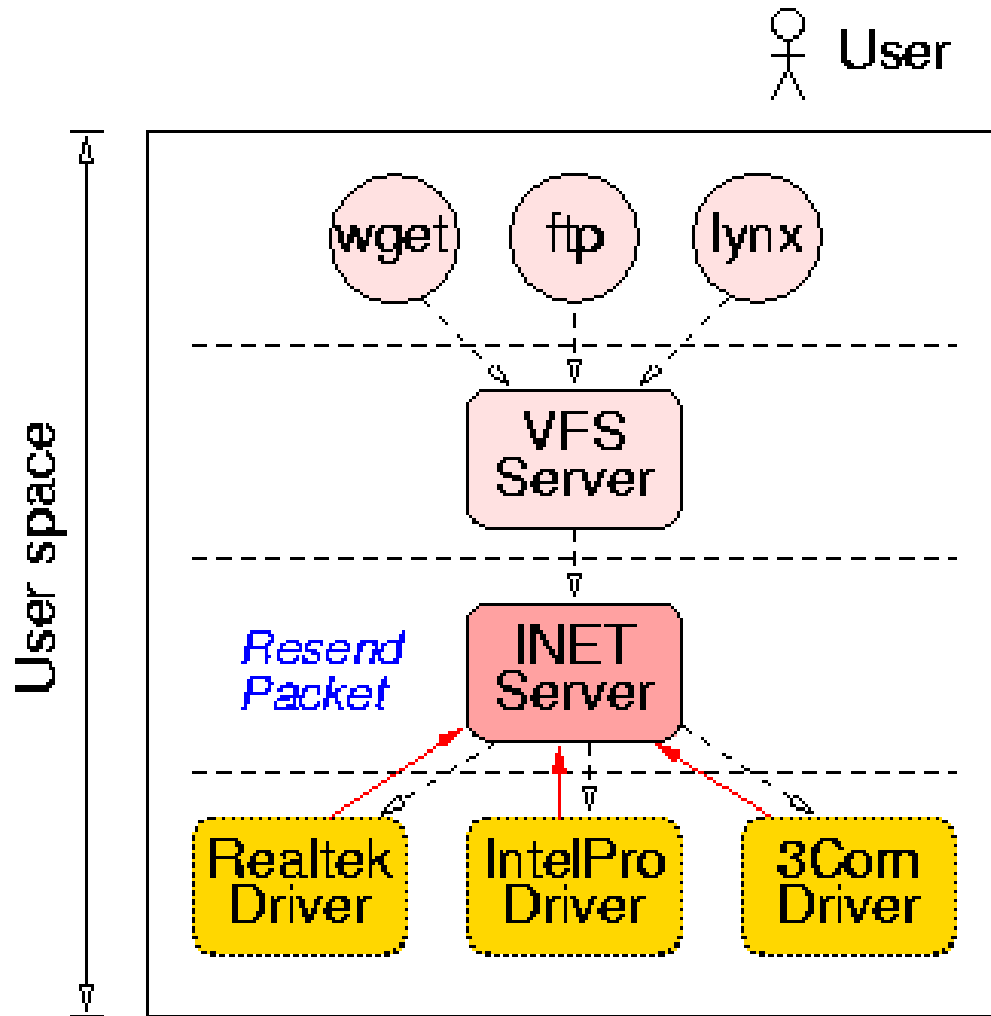 User
wget
ftp
lynx
VFS
Server
User space
INET
Server
Resend
Packet
Realtek
Driver
IntelPro
Driver
3Com
Driver